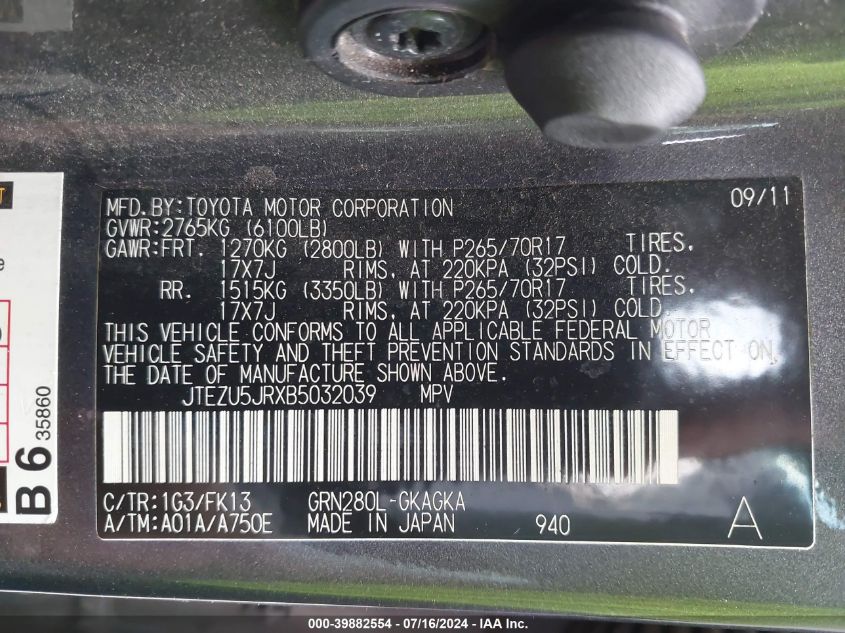 MFD.BY:TOYOTA MOTOR CORPORATION 09/11
GVWR:2765KG (6100LB)
GAWR:FRT. 1270KG (2800LB) WITH P265/70R17 TIRES.
17X7J RIMS. AT 220KPA (32PSI) COLD.
RR. 1515KG (3350LB) WITH P265/70R17 TIRES.
17X7J RIMS. AT 220KPA (32PSI) COLD.
THIS VEHICLE CONFORMS TO ALL APPLICABLE FEDERAL MOTOR
VEHICLE SAFETY AND THEFT PREVENTION STANDARDS IN EFFECT ON
THE DATE OF MANUFACTURE SHOWN ABOVE.
JTEZU5JRXB5032039 MPV
C/TR:1G3/FK13 GRN280L-GKAGKA
A/TM:A01A/A750E MADE IN JAPAN 940 A
B6 35860
000-39882554 - 07/16/2024 - IAA Inc.